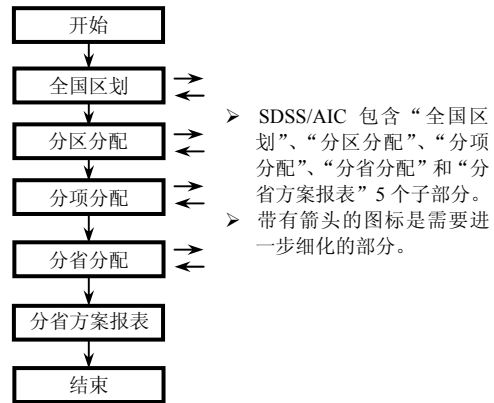 开始
全国区划
分区分配
分项分配
分省分配
分省方案报表
结束
➢ SDSS/AIC 包含“全国区
划”、“分区分配”、“分项
分配”、“分省分配”和“分
省方案报表”5 个子部分。
➢ 带有箭头的图标是需要进
一步细化的部分。